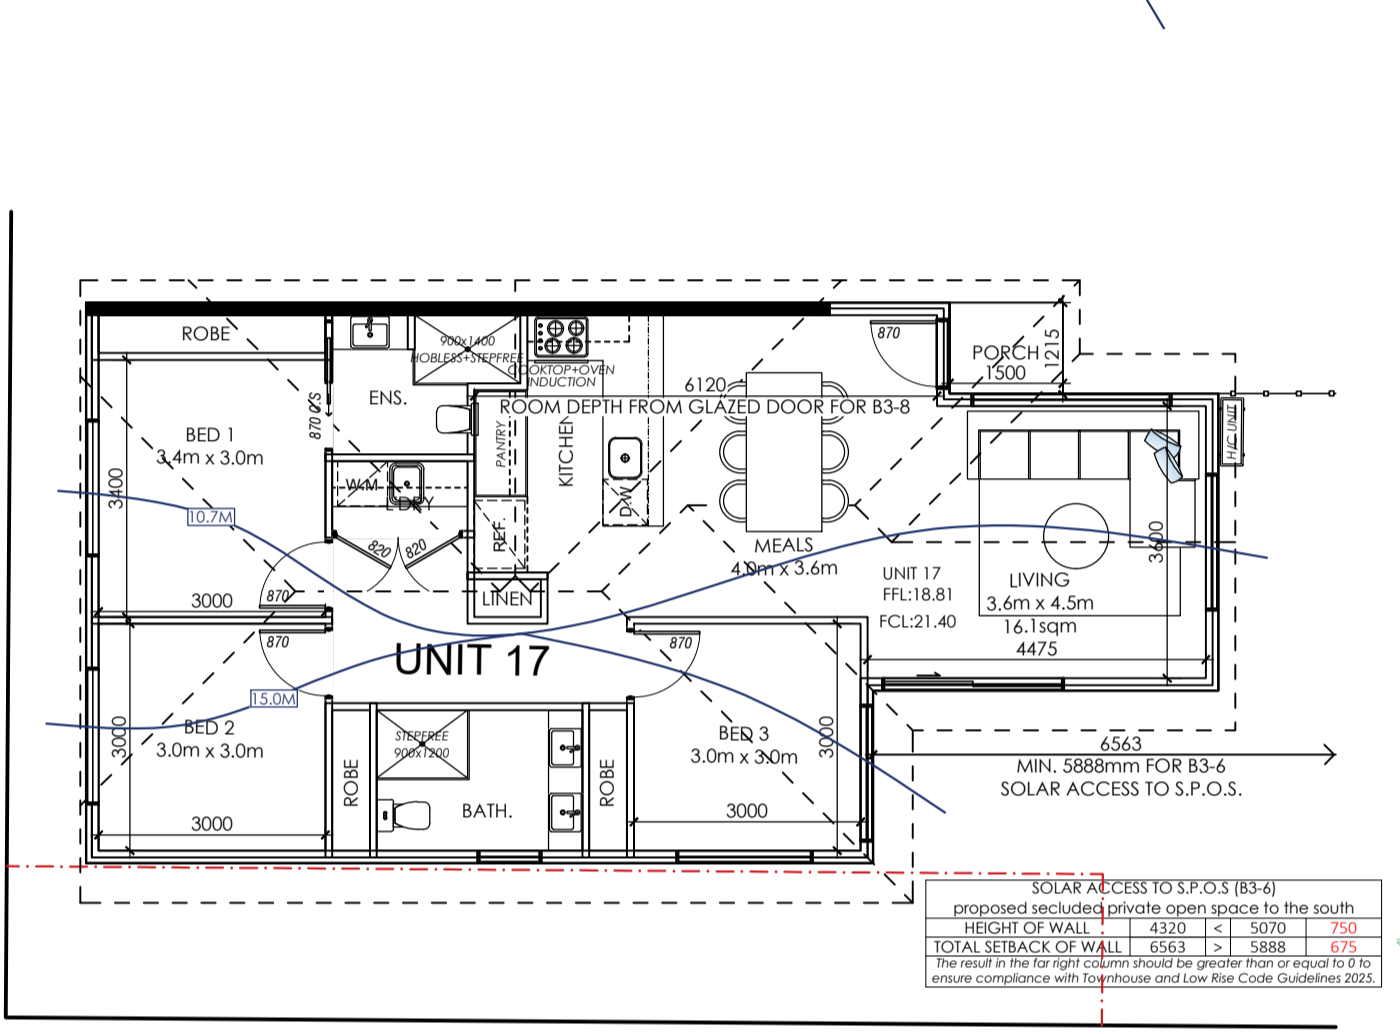 ROBE
900x1400
HOBLESS+STEPFREE
COOKTOP+OVEN
INDUCTION
870
PORCH
1500
1215
ENS.
870 C/S
6120
ROOM DEPTH FROM GLAZED DOOR FOR B3-8
BED 1
3.4m x 3.0m
PANTRY
KITCHEN
H/C UNIT
3400
W.M
L'DRY
D.W
10.7M
REF.
820
820
MEALS
4.0m x 3.6m
3600
UNIT 17
FFL:18.81
FCL:21.40
LIVING
3.6m x 4.5m
16.1sqm
4475
870
3000
LINEN
870
UNIT 17
870
15.0M
BED 2
3.0m x 3.0m
3000
STEPFREE
900x1200
BED 3
3.0m x 3.0m
3000
6563
MIN. 5888mm FOR B3-6
SOLAR ACCESS TO S.P.O.S.
ROBE
BATH.
ROBE
3000
3000
SOLAR ACCESS TO S.P.O.S (B3-6)
proposed secluded private open space to the south
HEIGHT OF WALL 4320 < 5070 750
TOTAL SETBACK OF WALL 6563 > 5888 675
The result in the far right column should be greater than or equal to 0 to
ensure compliance with Townhouse and Low Rise Code Guidelines 2025.